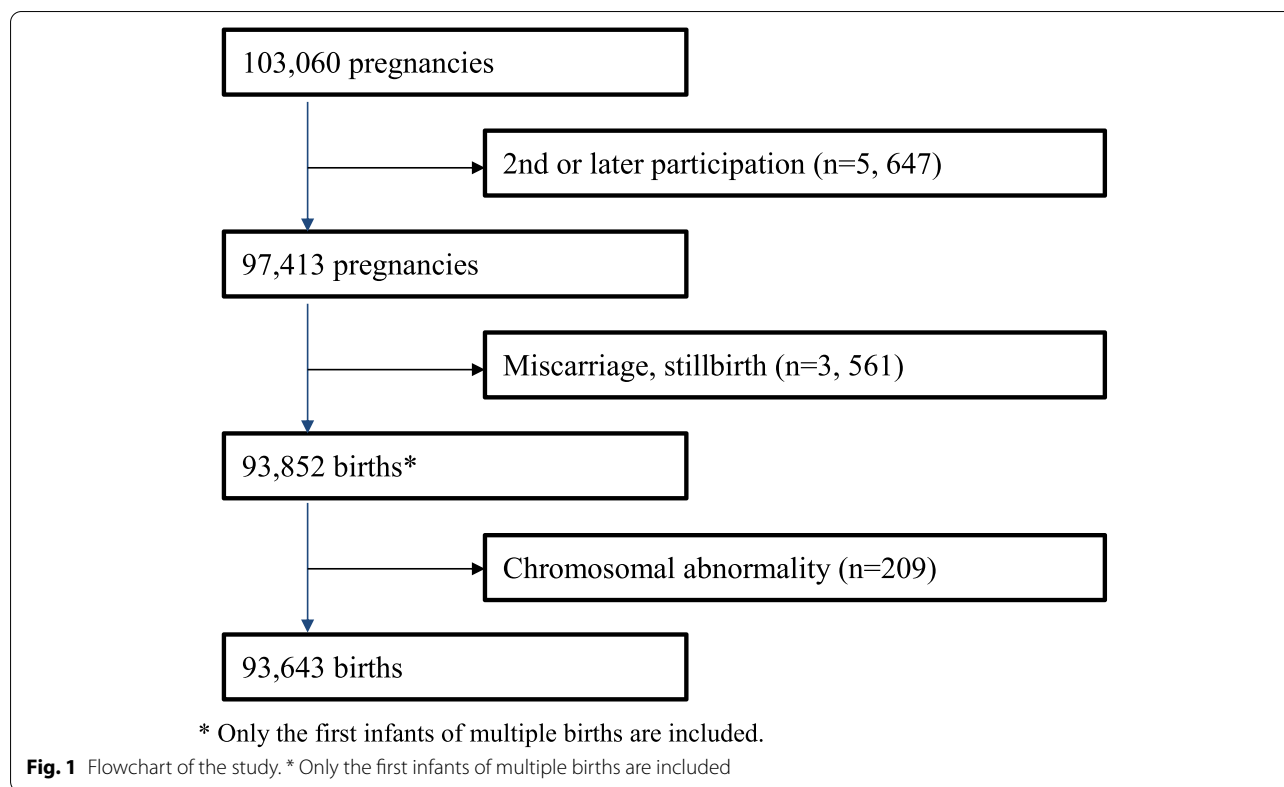 103,060 pregnancies
2nd or later participation (n=5, 647)
97,413 pregnancies
Miscarriage, stillbirth (n=3, 561)
93,852 births*
Chromosomal abnormality (n=209)
93,643 births
* Only the first infants of multiple births are included.
Fig. 1 Flowchart of the study. * Only the first infants of multiple births are included